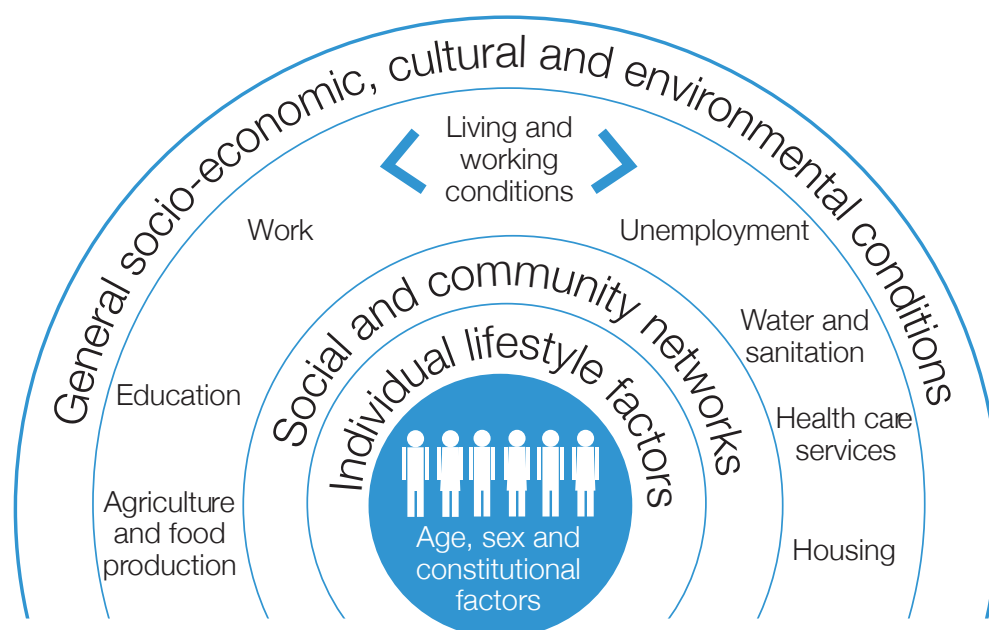 General socio-economic, cultural and environmental conditions
Living and
working
conditions
Work
Unemployment
Social and community networks
Water and
sanitation
Individual lifestyle factors
Education
Health care
services
Agriculture
and food
production
Housing
Age, sex and
constitutional
factors